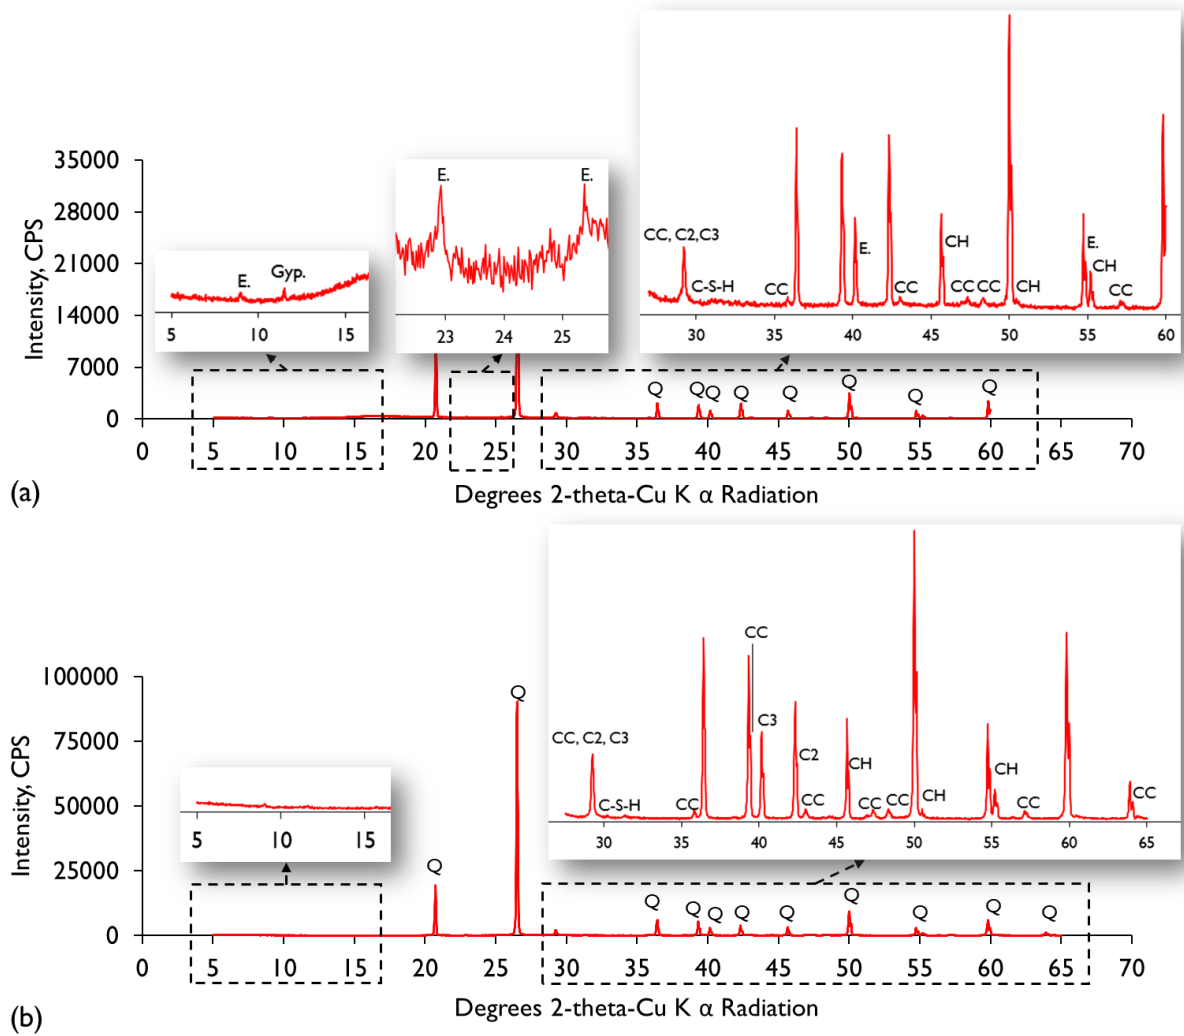 35000
28000
21000
14000
7000
0
Intensity, CPS
E.
Gyp.
5
10
15
E.
E.
23
24
25
CC, C2,C3
C-S-H
CC
E.
CC
CH
CC
CC
CH
E.
CH
CC
30
35
40
45
50
55
60
Q
Q
Q
Q
Q
Q
Q
Q
0
5
10
15
20
25
30
35
40
45
50
55
60
65
70
Degrees 2-theta-Cu K α Radiation
(a)
100000
75000
50000
25000
0
Intensity, CPS
5
10
15
Q
Q
CC, C2, C3
C-S-H
CC
CC
C3
C2
CC
CH
CC
CC
CH
CH
CC
CC
30
35
40
45
50
55
60
65
Q
Q
Q
Q
Q
Q
Q
Q
Q
0
5
10
15
20
25
30
35
40
45
50
55
60
65
70
Degrees 2-theta-Cu K α Radiation
(b)